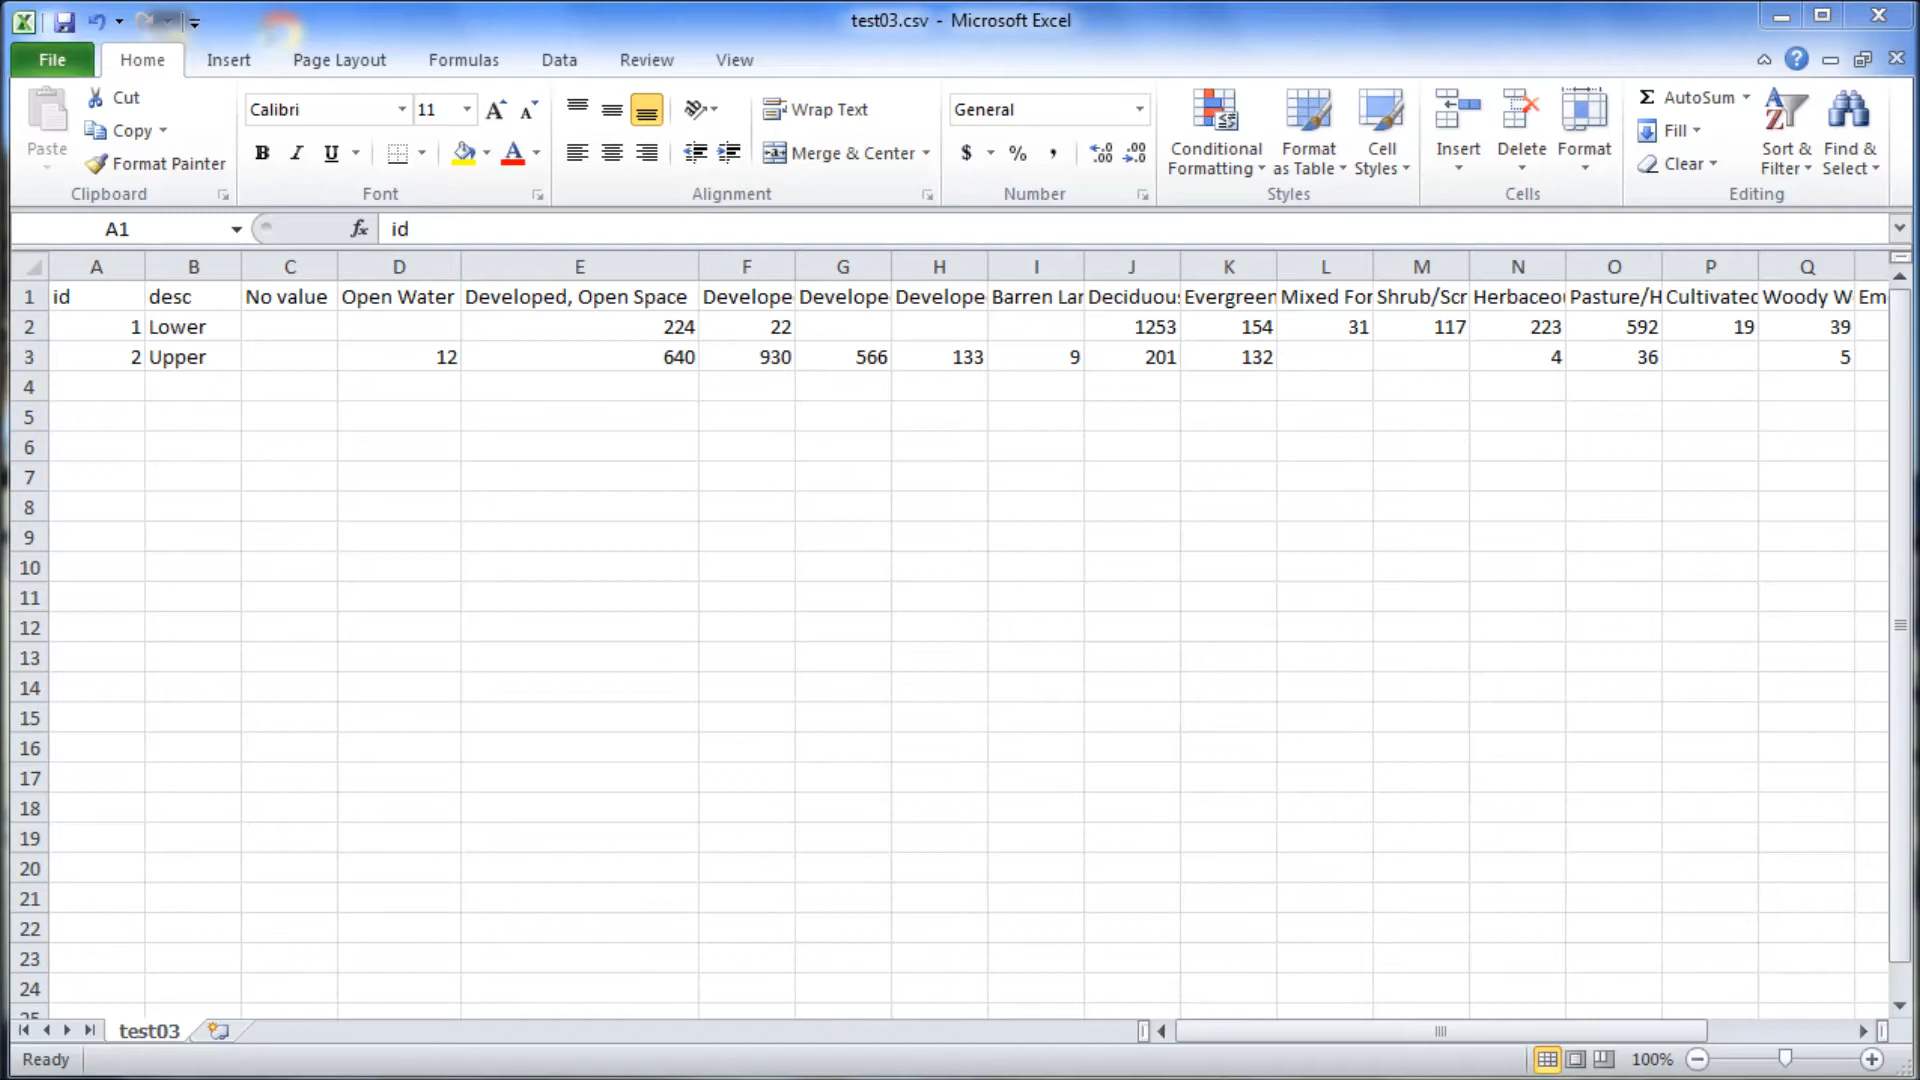 test03.csv - Microsoft Excel
File Home Insert Page Layout Formulas Data Review View
Paste
Cut
Copy
Format Painter
Clipboard
Calibri 11
B I U
Font
Wrap Text
Merge & Center
Alignment
General
$ % ,
Number
Conditional Formatting
Format as Table
Cell Styles
Styles
Insert Delete Format
Cells
Σ AutoSum
Fill
Clear
Sort & Filter
Find & Select
Editing
A1 fx id
A B C D E F G H I J K L M N O P Q
1 id desc No value Open Water Developed, Open Space Develope Develope Develope Barren Lar Deciduous Evergreen Mixed For Shrub/Scr Herbaceou Pasture/H Cultivated Woody W Em
2 1 Lower 224 22 1253 154 31 117 223 592 19 39
3 2 Upper 12 640 930 566 133 9 201 132 4 36 5
4
5
6
7
8
9
10
11
12
13
14
15
16
17
18
19
20
21
22
23
24
25
test03
Ready 100%